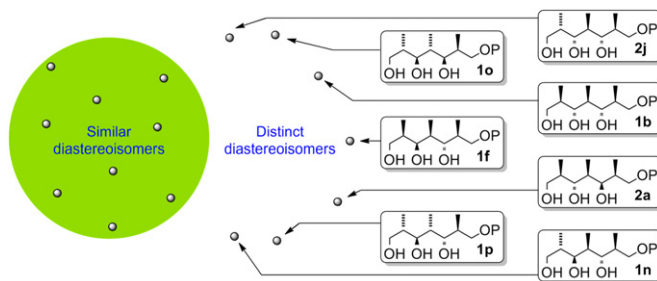 Similar
diastereoisomers
Distinct
diastereoisomers
OP
OH OH OH
2j
OP
OH OH OH
1o
OP
OH OH OH
1b
OP
OH OH OH
1f
OP
OH OH OH
2a
OP
OH OH OH
1p
OP
OH OH OH
1n